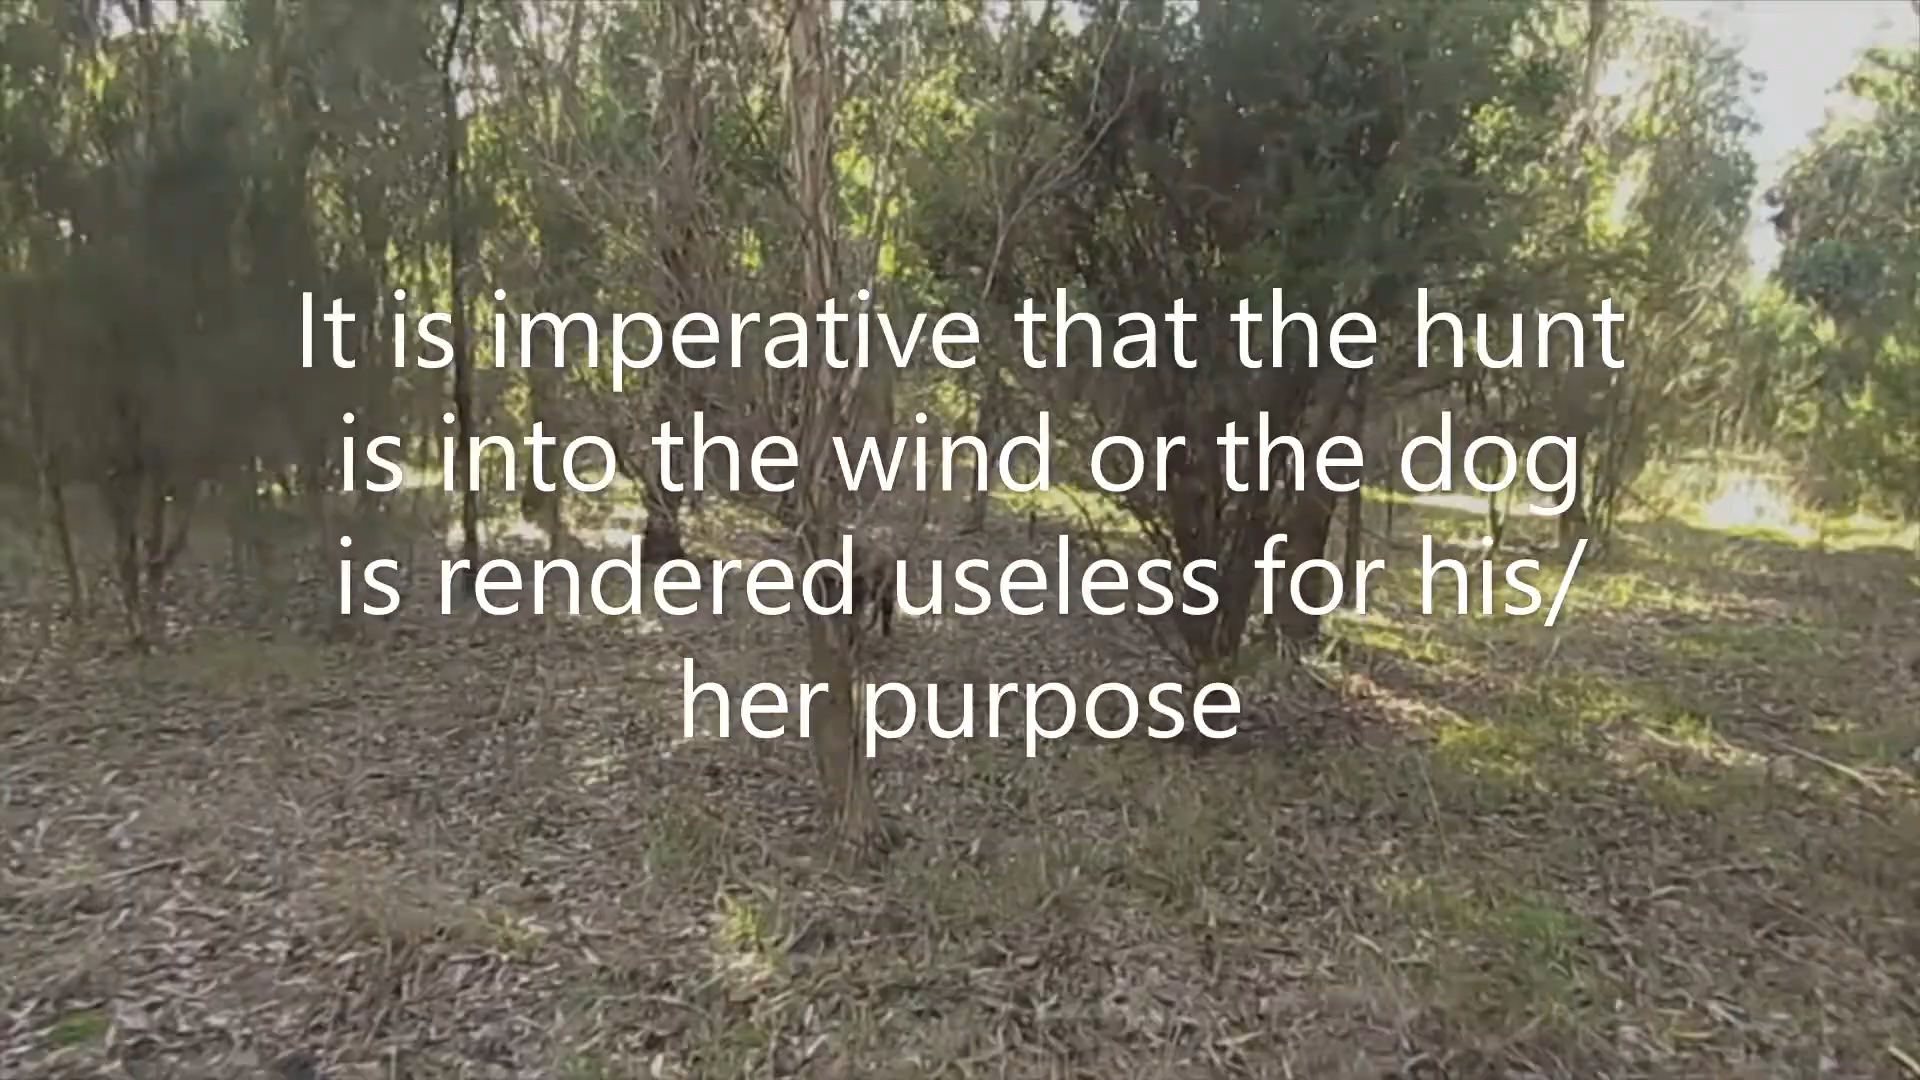 It is imperative that the hunt
is into the wind or the dog
is rendered useless for his/
her purpose